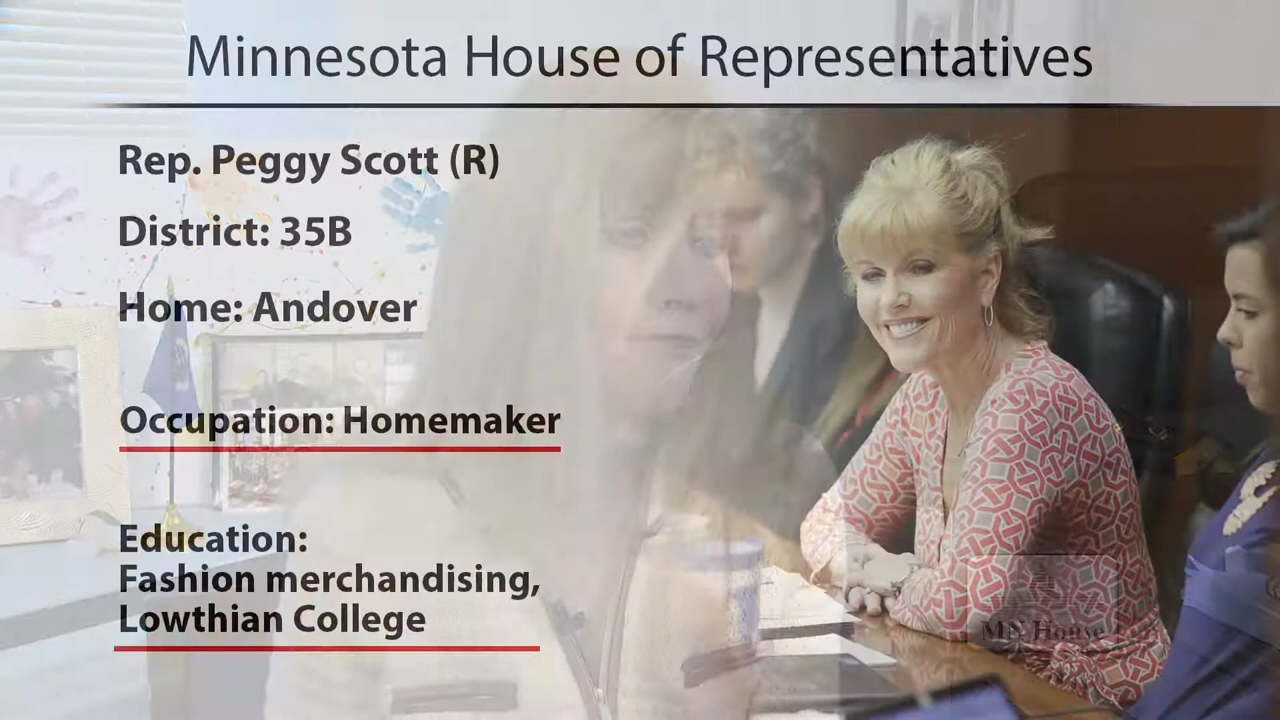 Minnesota House of Representatives
Rep. Peggy Scott (R)
District: 35B
Home: Andover
Occupation: Homemaker
Education:
Fashion merchandising,
Lowthian College
MN House